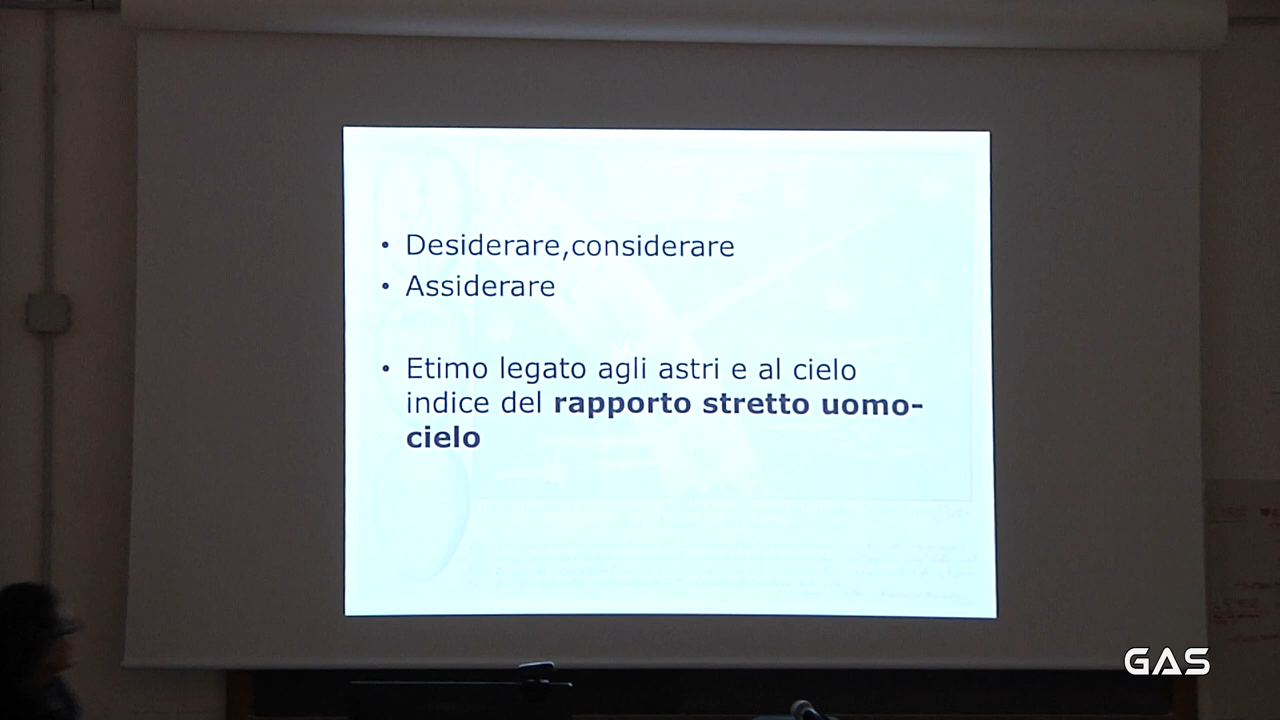 • Desiderare,considerare
• Assiderare
• Etimo legato agli astri e al cielo
indice del rapporto stretto uomo-
cielo
GAS